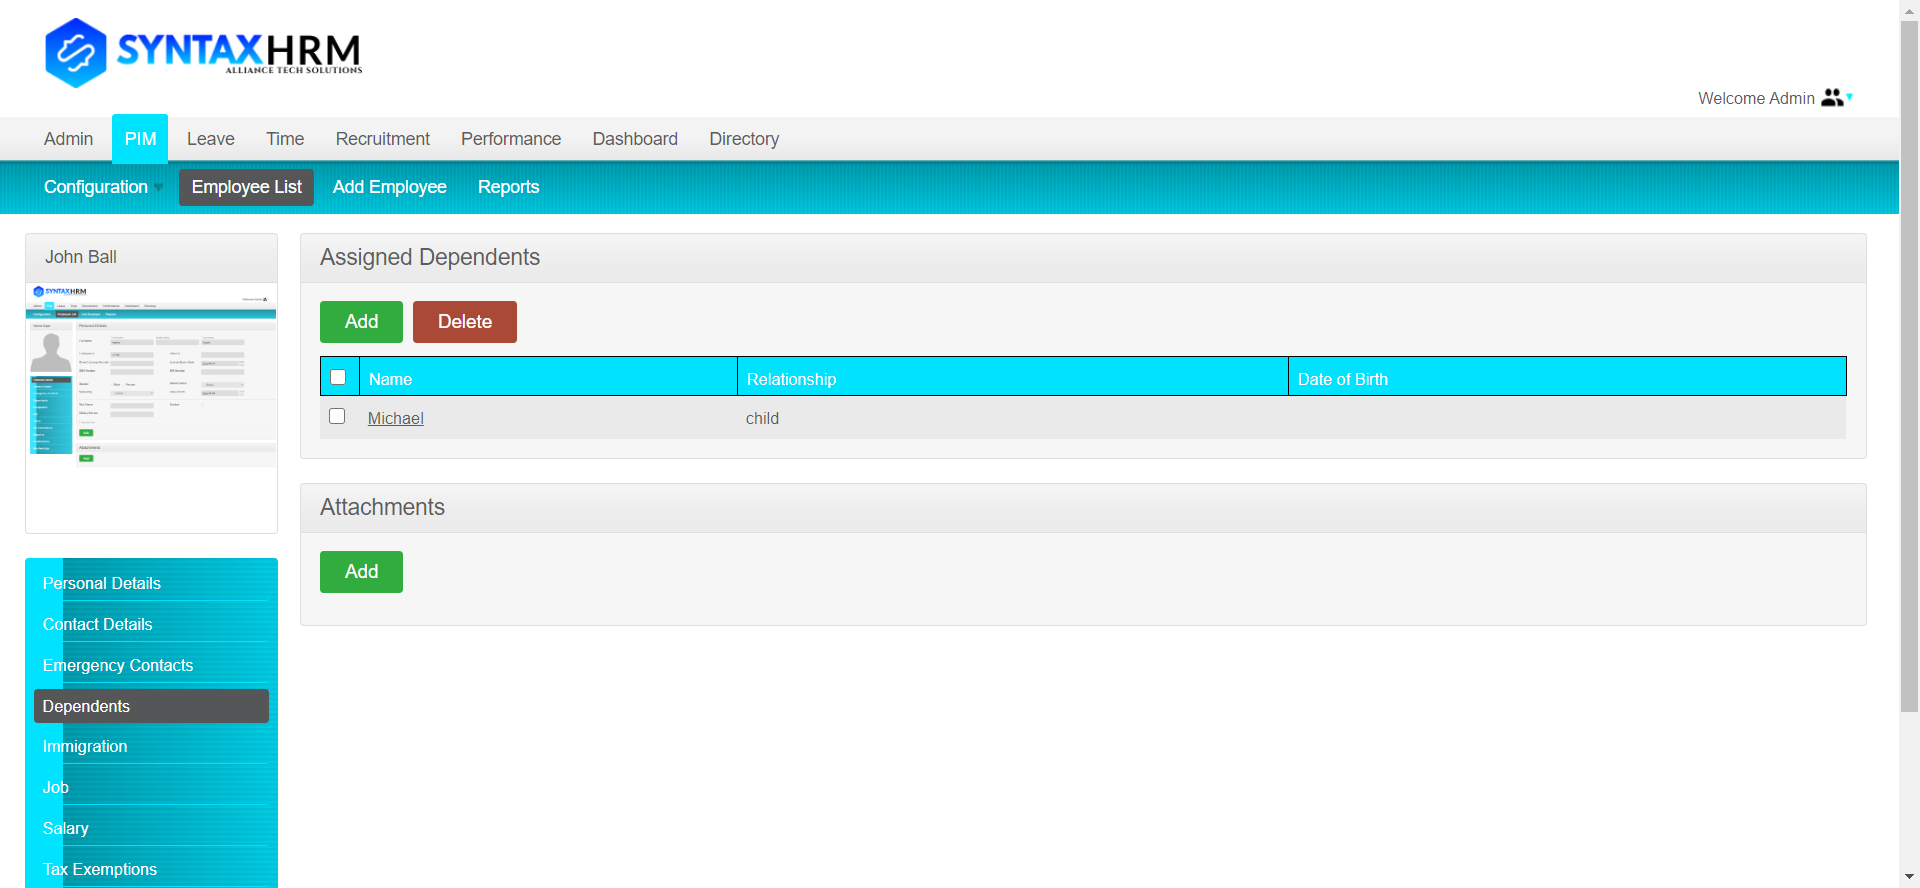 SYNTAXHRM
ALLIANCE TECH SOLUTIONS
Welcome Admin
Admin PIM Leave Time Recruitment Performance Dashboard Directory
Configuration Employee List Add Employee Reports
John Ball
SYNTAXHRM
Assigned Dependents
Add Delete
Name Relationship Date of Birth
Michael child
Attachments
Add
Personal Details
Contact Details
Emergency Contacts
Dependents
Immigration
Job
Salary
Tax Exemptions